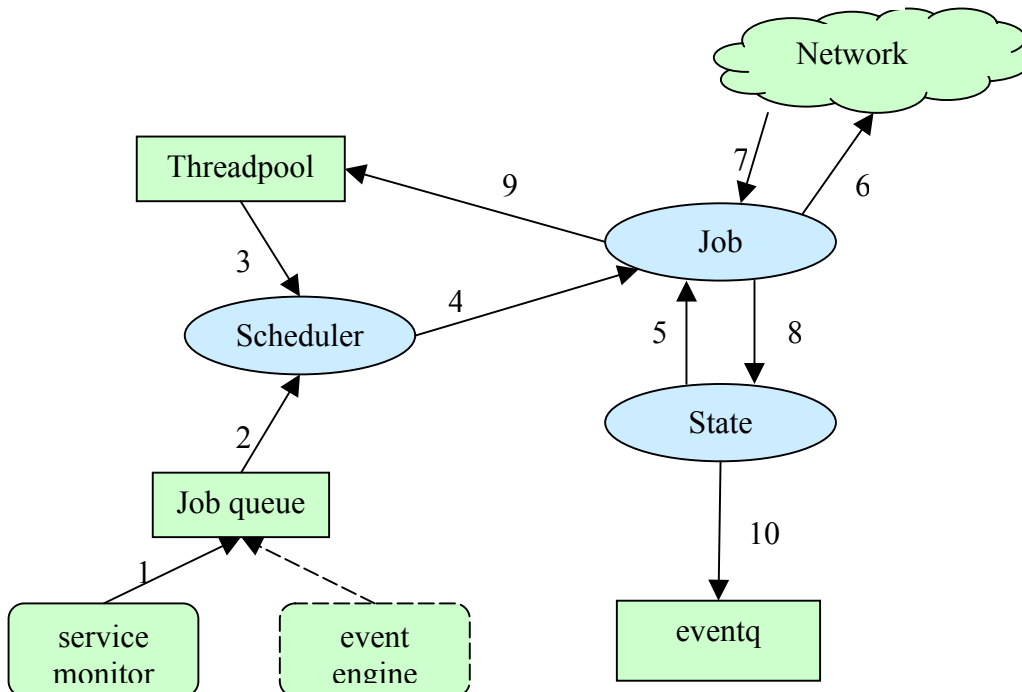 Network
7
6
Threadpool
9
Job
3
4
Scheduler
5
8
State
2
Job queue
10
1
service
monitor
event
engine
eventq